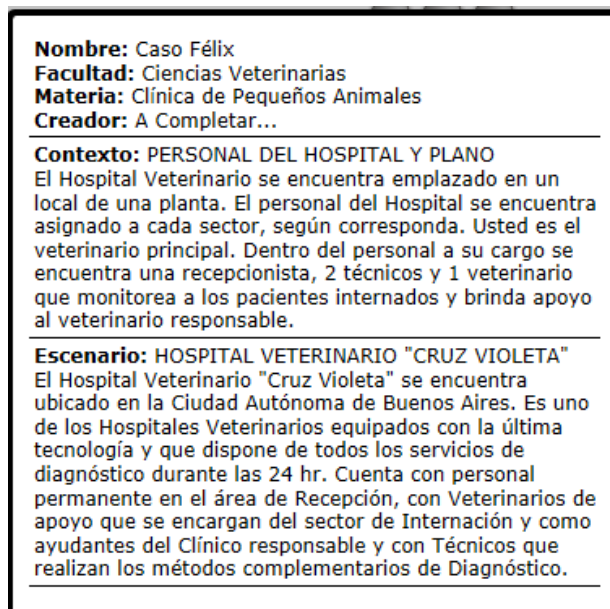 Nombre: Caso Félix
Facultad: Ciencias Veterinarias
Materia: Clínica de Pequeños Animales
Creador: A Completar...
Contexto: PERSONAL DEL HOSPITAL Y PLANO
El Hospital Veterinario se encuentra emplazado en un
local de una planta. El personal del Hospital se encuentra
asignado a cada sector, según corresponda. Usted es el
veterinario principal. Dentro del personal a su cargo se
encuentra una recepcionista, 2 técnicos y 1 veterinario
que monitorea a los pacientes internados y brinda apoyo
al veterinario responsable.
Escenario: HOSPITAL VETERINARIO "CRUZ VIOLETA"
El Hospital Veterinario "Cruz Violeta" se encuentra
ubicado en la Ciudad Autónoma de Buenos Aires. Es uno
de los Hospitales Veterinarios equipados con la última
tecnología y que dispone de todos los servicios de
diagnóstico durante las 24 hr. Cuenta con personal
permanente en el área de Recepción, con Veterinarios de
apoyo que se encargan del sector de Internación y como
ayudantes del Clínico responsable y con Técnicos que
realizan los métodos complementarios de Diagnóstico.